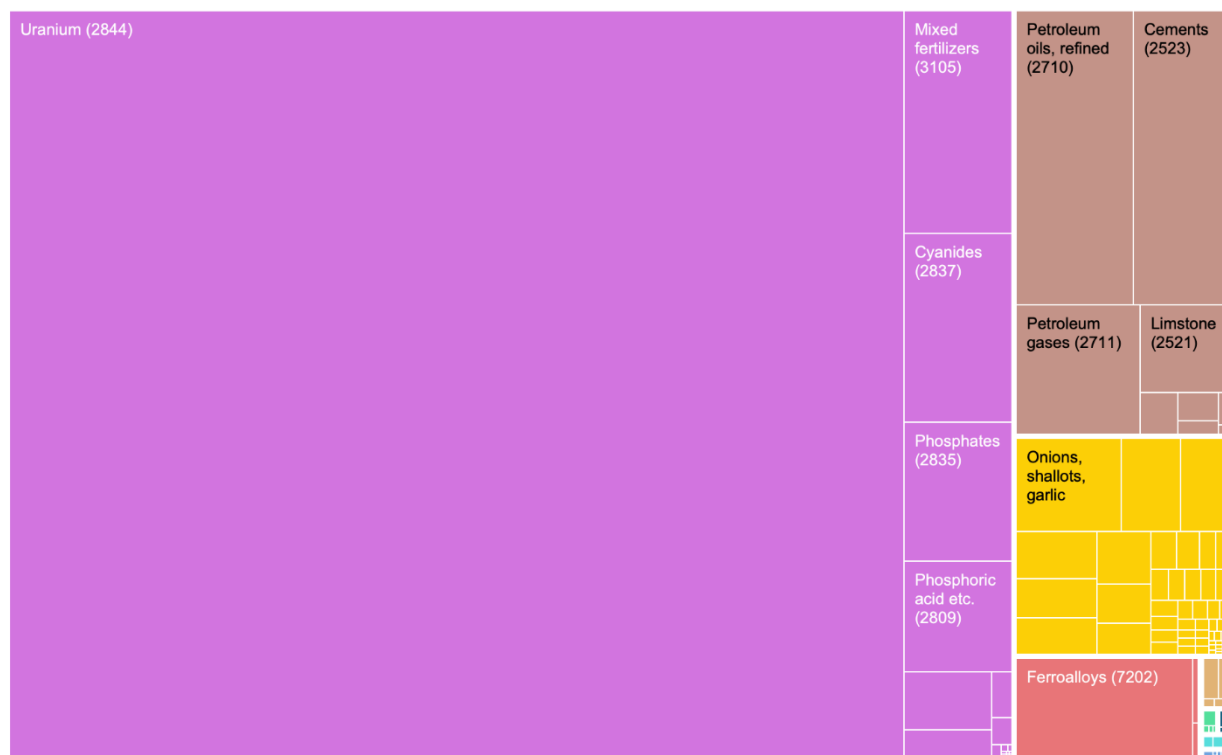 Uranium (2844)
Mixed
fertilizers
(3105)
Cyanides
(2837)
Phosphates
(2835)
Phosphoric
acid etc.
(2809)
Petroleum
oils, refined
(2710)
Cements
(2523)
Petroleum
gases (2711)
Limstone
(2521)
Onions,
shallots,
garlic
Ferroalloys (7202)